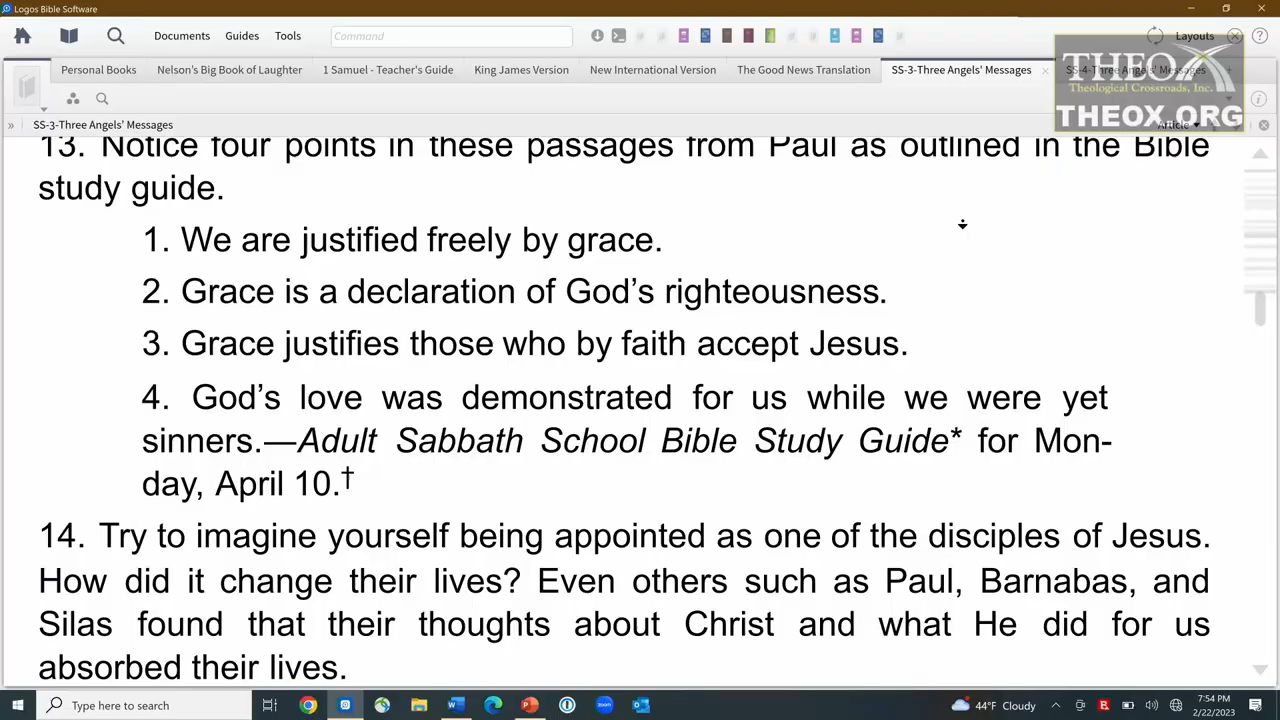 Logos Bible Software
Documents Guides Tools Command Layouts
Personal Books Nelson's Big Book of Laughter 1 Samuel King James Version New International Version The Good News Translation SS-3-Three Angels' Messages SS-4-Three Angels' Messages
THEOX
Theological Crossroads, Inc.
THEOX.ORG
SS-3-Three Angels' Messages Article
13. Notice four points in these passages from Paul as outlined in the Bible
study guide.
1. We are justified freely by grace.
2. Grace is a declaration of God’s righteousness.
3. Grace justifies those who by faith accept Jesus.
4. God’s love was demonstrated for us while we were yet
sinners.—Adult Sabbath School Bible Study Guide* for Mon-
day, April 10.†
14. Try to imagine yourself being appointed as one of the disciples of Jesus.
How did it change their lives? Even others such as Paul, Barnabas, and
Silas found that their thoughts about Christ and what He did for us
absorbed their lives.
Type here to search 44°F Cloudy 7:54 PM
2/22/2023